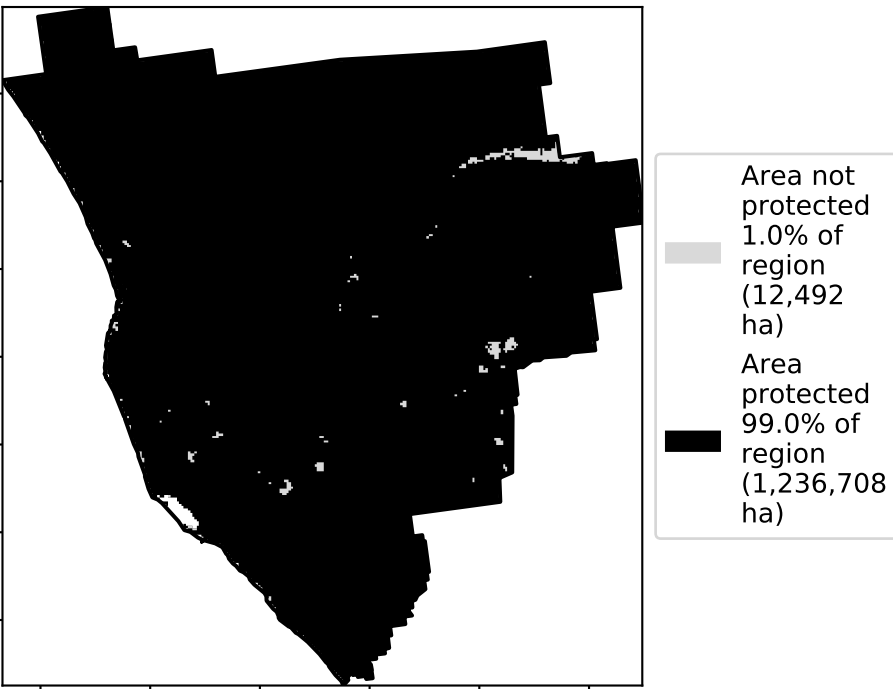 Area not
protected
1.0% of
region
(12,492
ha)
Area
protected
99.0% of
region
(1,236,708
ha)